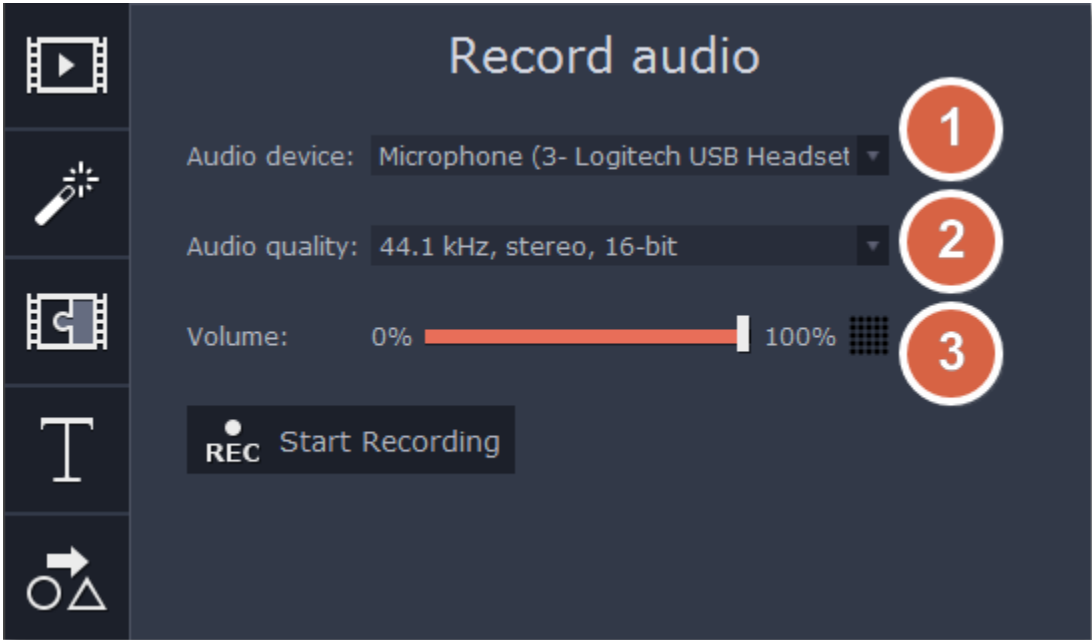 Record audio
1
Audio device: Microphone (3- Logitech USB Headset
Audio quality: 44.1 kHz, stereo, 16-bit
2
Volume: 0% 100%
3
REC Start Recording
T